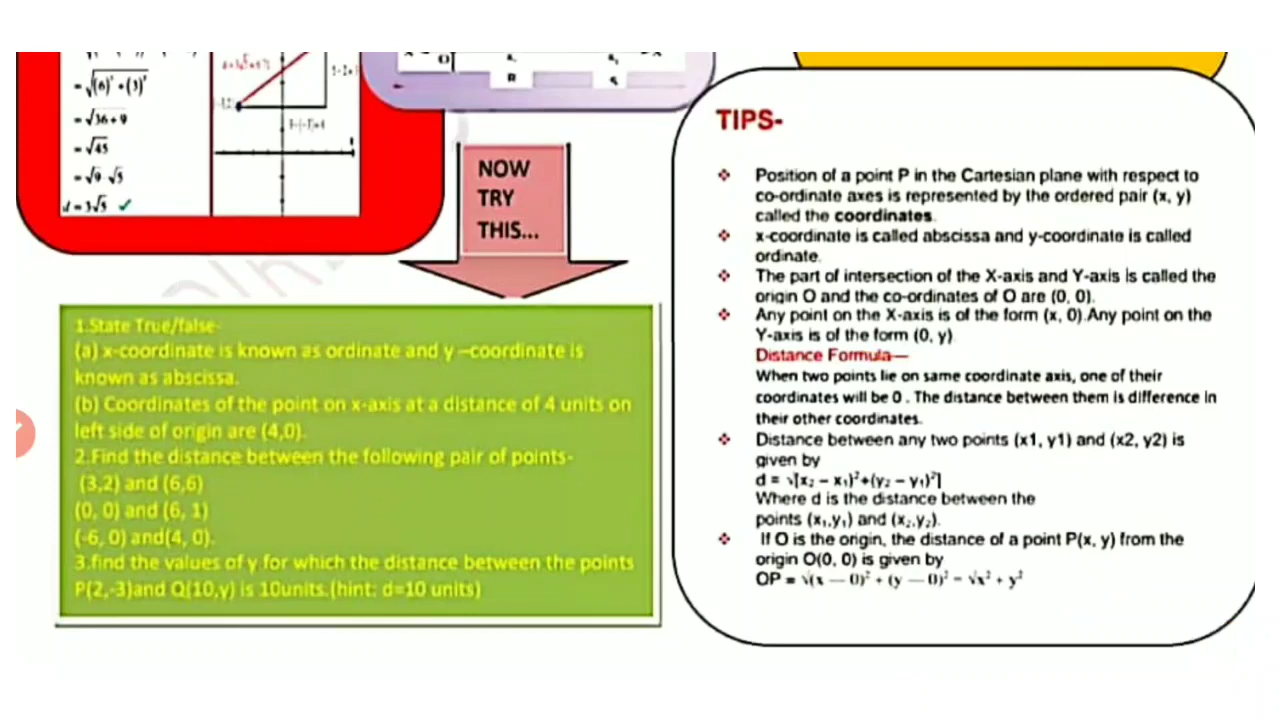 = √(6)² + (3)²
= √36 + 9
= √45
= √9 √5
d = 3√5 ✓
O
R
NOW
TRY
THIS...
1.State True/false-
(a) x-coordinate is known as ordinate and y –coordinate is
known as abscissa.
(b) Coordinates of the point on x-axis at a distance of 4 units on
left side of origin are (4,0).
2.Find the distance between the following pair of points-
(3,2) and (6,6)
(0, 0) and (6, 1)
(-6, 0) and(4, 0).
3.find the values of y for which the distance between the points
P(2,-3)and Q(10,y) is 10units.(hint: d=10 units)
TIPS-
❖ Position of a point P in the Cartesian plane with respect to
co-ordinate axes is represented by the ordered pair (x, y)
called the coordinates.
❖ x-coordinate is called abscissa and y-coordinate is called
ordinate.
❖ The part of intersection of the X-axis and Y-axis is called the
origin O and the co-ordinates of O are (0, 0).
❖ Any point on the X-axis is of the form (x, 0).Any point on the
Y-axis is of the form (0, y)
Distance Formula—
When two points lie on same coordinate axis, one of their
coordinates will be 0 . The distance between them is difference in
their other coordinates.
❖ Distance between any two points (x1, y1) and (x2, y2) is
given by
d = √[x₂ – x₁)²+(y₂ – y₁)²]
Where d is the distance between the
points (x₁,y₁) and (x₂,y₂).
❖ If O is the origin, the distance of a point P(x, y) from the
origin O(0, 0) is given by
OP = √(x — 0)² + (y — 0)² = √x² + y²